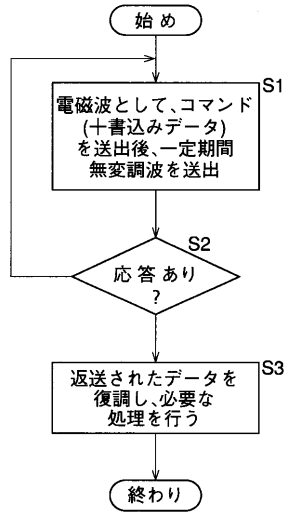 始め
S1
電磁波として、コマンド
(十書込みデータ)
を送出後、一定期間
無変調波を送出
S2
応答あり
?
S3
返送されたデータを
復調し、必要な
処理を行う
終わり